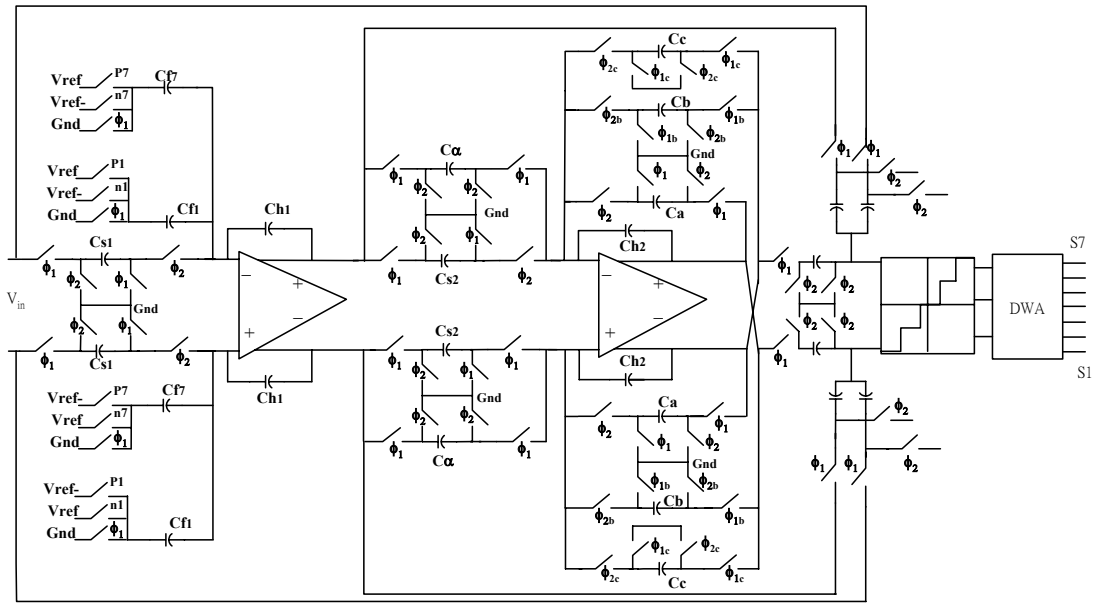 Cc
ϕ2c ϕ1c ϕ2c ϕ1c
Vref P7 Cf7
Vref- n7
Gnd ϕ1
Cb
ϕ2b ϕ1b ϕ2b ϕ1b
Gnd
ϕ1 ϕ2
ϕ2 Ca ϕ1
Vref P1
Vref- n1
Gnd ϕ1 Cf1
Cα
ϕ1 ϕ2 ϕ2 ϕ1
Gnd
ϕ2 ϕ1
ϕ1 Cs2 ϕ2
ϕ1 ϕ1
ϕ2
ϕ2
Ch1
Ch2
Cs1
ϕ1 ϕ2 ϕ1 ϕ2
Vin
Gnd
ϕ2 ϕ1
ϕ1 Cs1 ϕ2
− +
+ −
− +
+ −
ϕ1
ϕ2 ϕ2
ϕ2 ϕ2
ϕ1
DWA
S7
S1
Ch1
Ch2
Cs2
ϕ1 ϕ2 ϕ1 ϕ2
Gnd
ϕ2 ϕ2
ϕ1 Cα ϕ1
Vref- P7 Cf7
Vref n7
Gnd ϕ1
Ca
ϕ2 ϕ1 ϕ2 ϕ1
Gnd
ϕ1b ϕ2b
ϕ2b Cb ϕ1b
ϕ2
ϕ2
ϕ1 ϕ1
Vref- P1
Vref n1
Gnd ϕ1 Cf1
ϕ1c ϕ2c
ϕ2c Cc ϕ1c